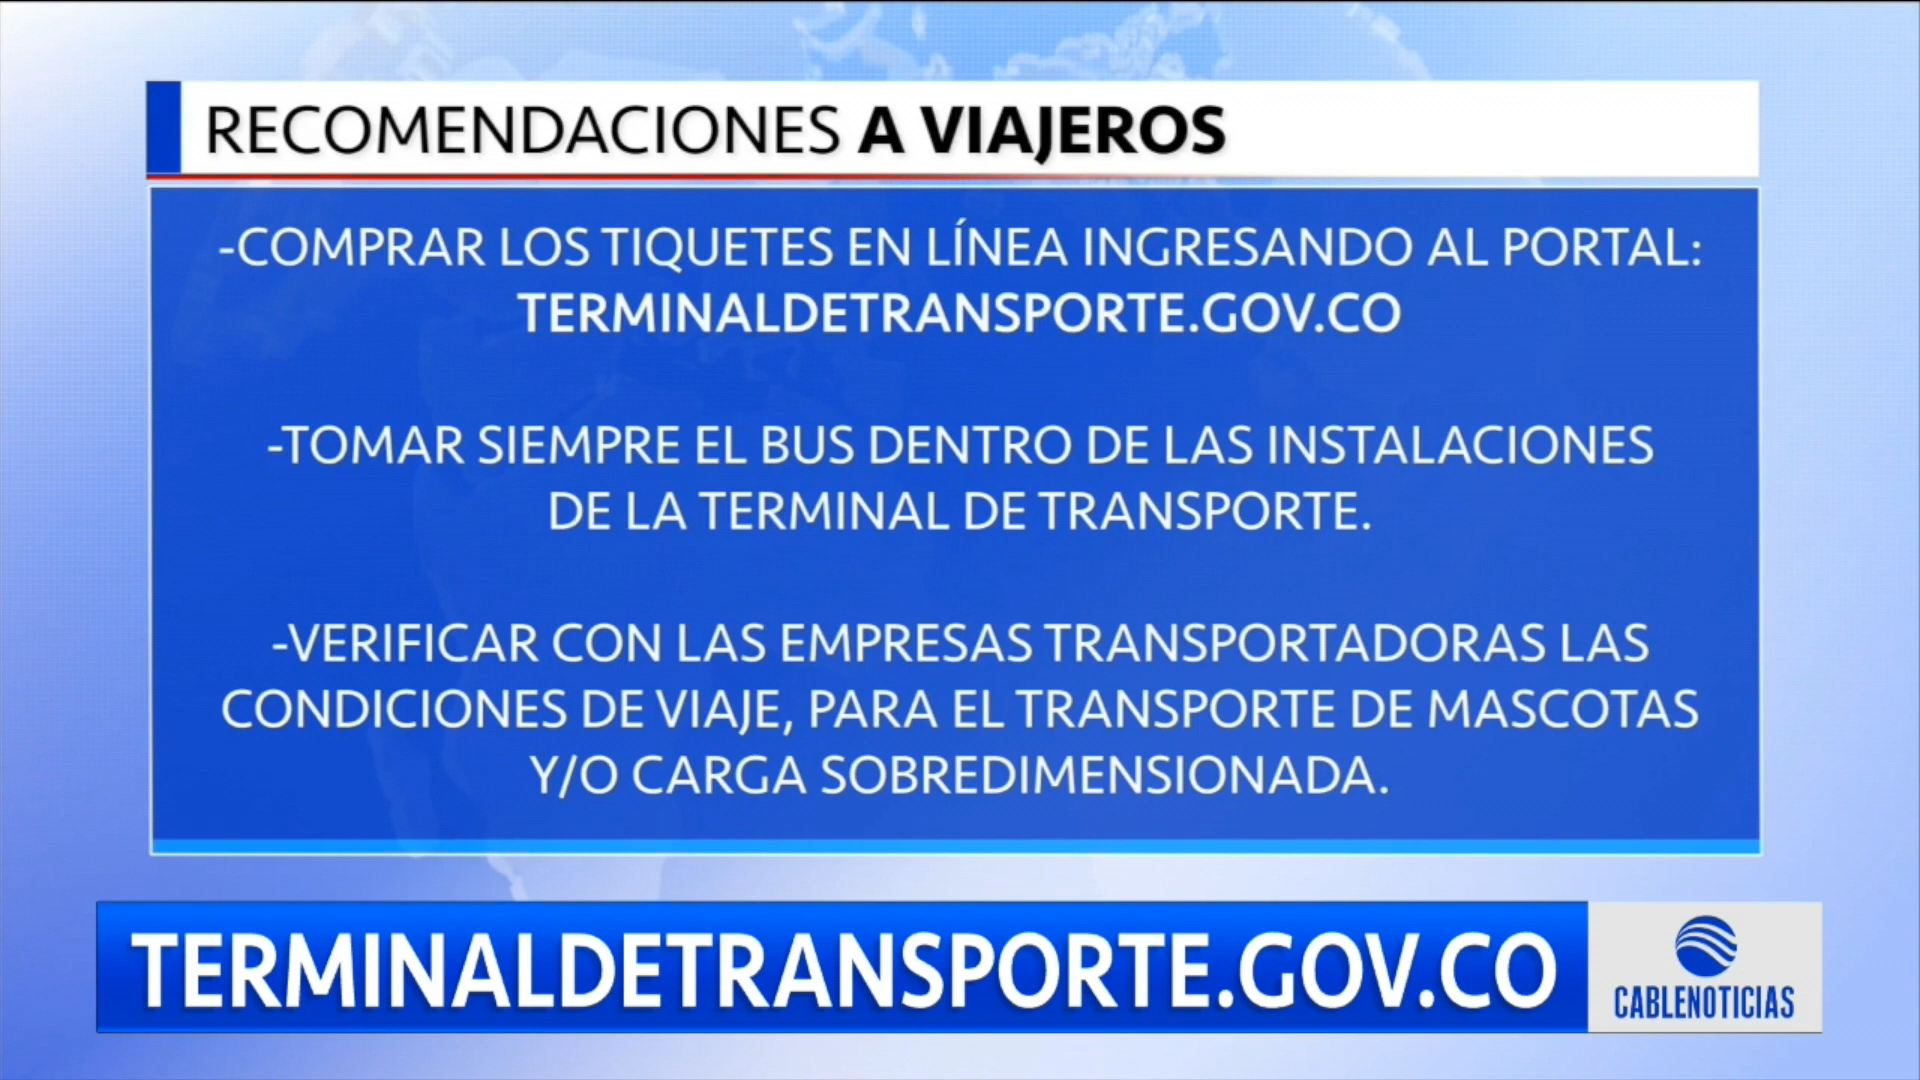 RECOMENDACIONES A VIAJEROS
-COMPRAR LOS TIQUETES EN LÍNEA INGRESANDO AL PORTAL:
TERMINALDETRANSPORTE.GOV.CO
-TOMAR SIEMPRE EL BUS DENTRO DE LAS INSTALACIONES
DE LA TERMINAL DE TRANSPORTE.
-VERIFICAR CON LAS EMPRESAS TRANSPORTADORAS LAS
CONDICIONES DE VIAJE, PARA EL TRANSPORTE DE MASCOTAS
Y/O CARGA SOBREDIMENSIONADA.
TERMINALDETRANSPORTE.GOV.CO
CABLENOTICIAS